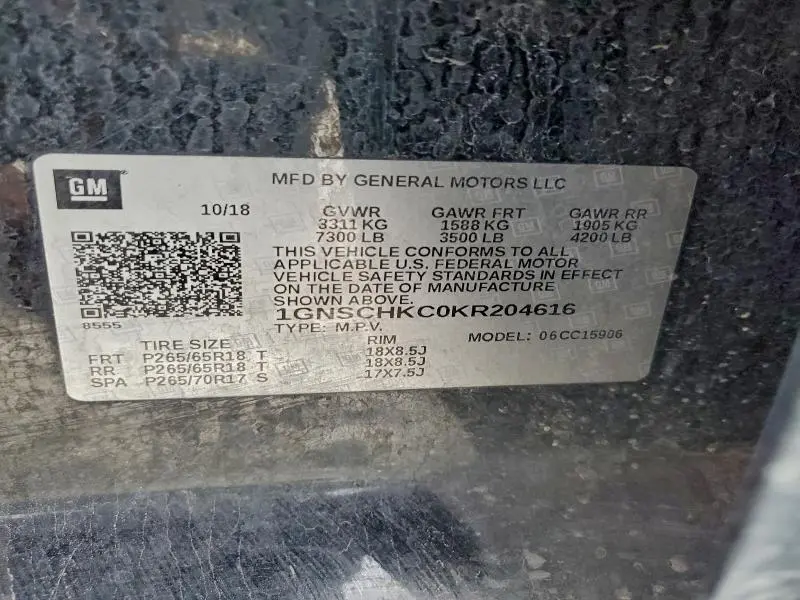 GM
MFD BY GENERAL MOTORS LLC
10/18 GVWR GAWR FRT GAWR RR
3311 KG 1588 KG 1905 KG
7300 LB 3500 LB 4200 LB
THIS VEHICLE CONFORMS TO ALL
APPLICABLE U.S. FEDERAL MOTOR
VEHICLE SAFETY STANDARDS IN EFFECT
ON THE DATE OF MANUFACTURE
SHOWN ABOVE.
1GNSCHKC0KR204616
8555
TYPE: M.P.V. MODEL: 06CC15906
TIRE SIZE RIM
FRT P265/65R18 T 18X8.5J
RR P265/65R18 T 18X8.5J
SPA P265/70R17 S 17X7.5J